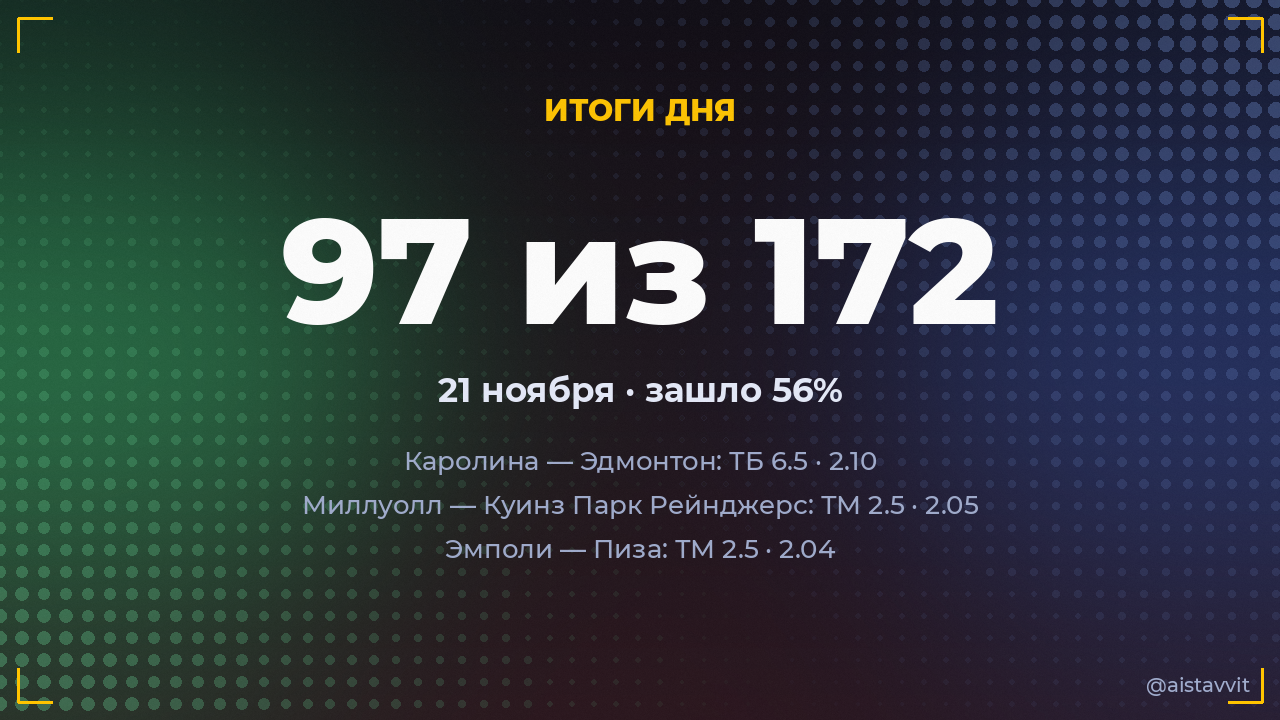 ИТОГИ ДНЯ
97 из 172
21 ноября · зашло 56%
Каролина — Эдмонтон: ТБ 6.5 · 2.10
Миллуолл — Куинз Парк Рейнджерс: ТМ 2.5 · 2.05
Эмполи — Пиза: ТМ 2.5 · 2.04
@aistavvit